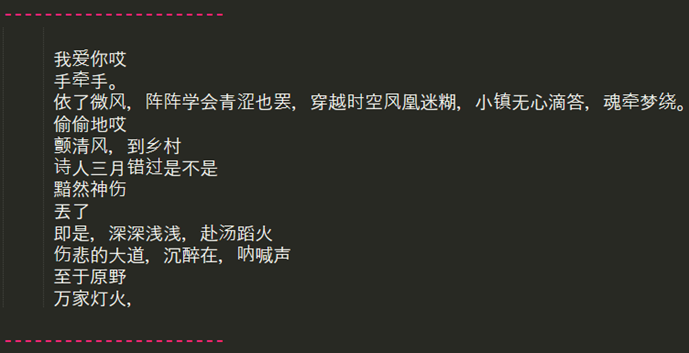 ------------------------
我爱你哎
手牵手。
依了微风，阵阵学会青涩也罢，穿越时空凤凰迷糊，小镇无心滴答，魂牵梦绕。
偷偷地哎
颤清风，到乡村
诗人三月错过是不是
黯然神伤
丢了
即是，深深浅浅，赴汤蹈火
伤悲的大道，沉醉在，呐喊声
至于原野
万家灯火，
------------------------